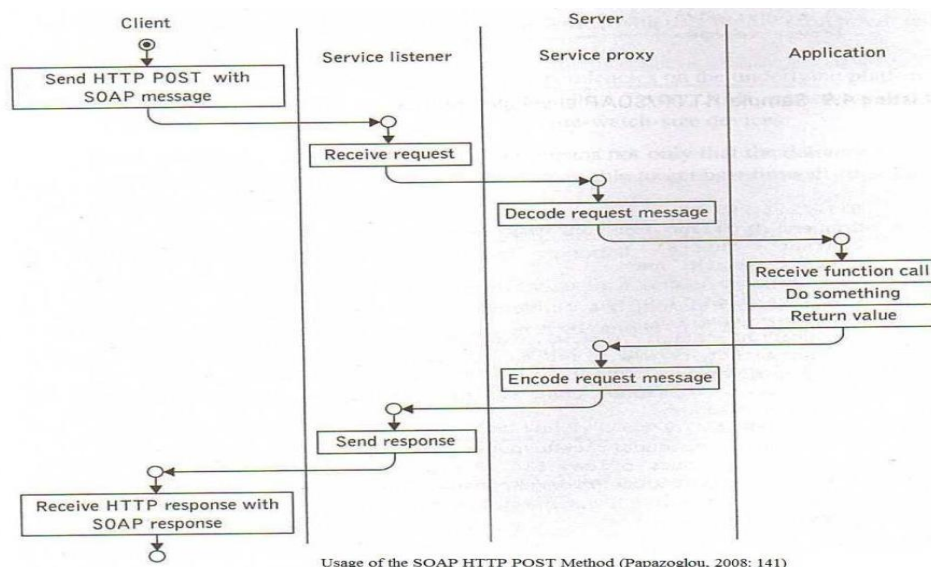 Client
Server
Service listener
Service proxy
Application
Send HTTP POST with
SOAP message
Receive request
Decode request message
Receive function call
Do something
Return value
Encode request message
Send response
Receive HTTP response with
SOAP response
Usage of the SOAP HTTP POST Method (Papazoglou, 2008: 141)